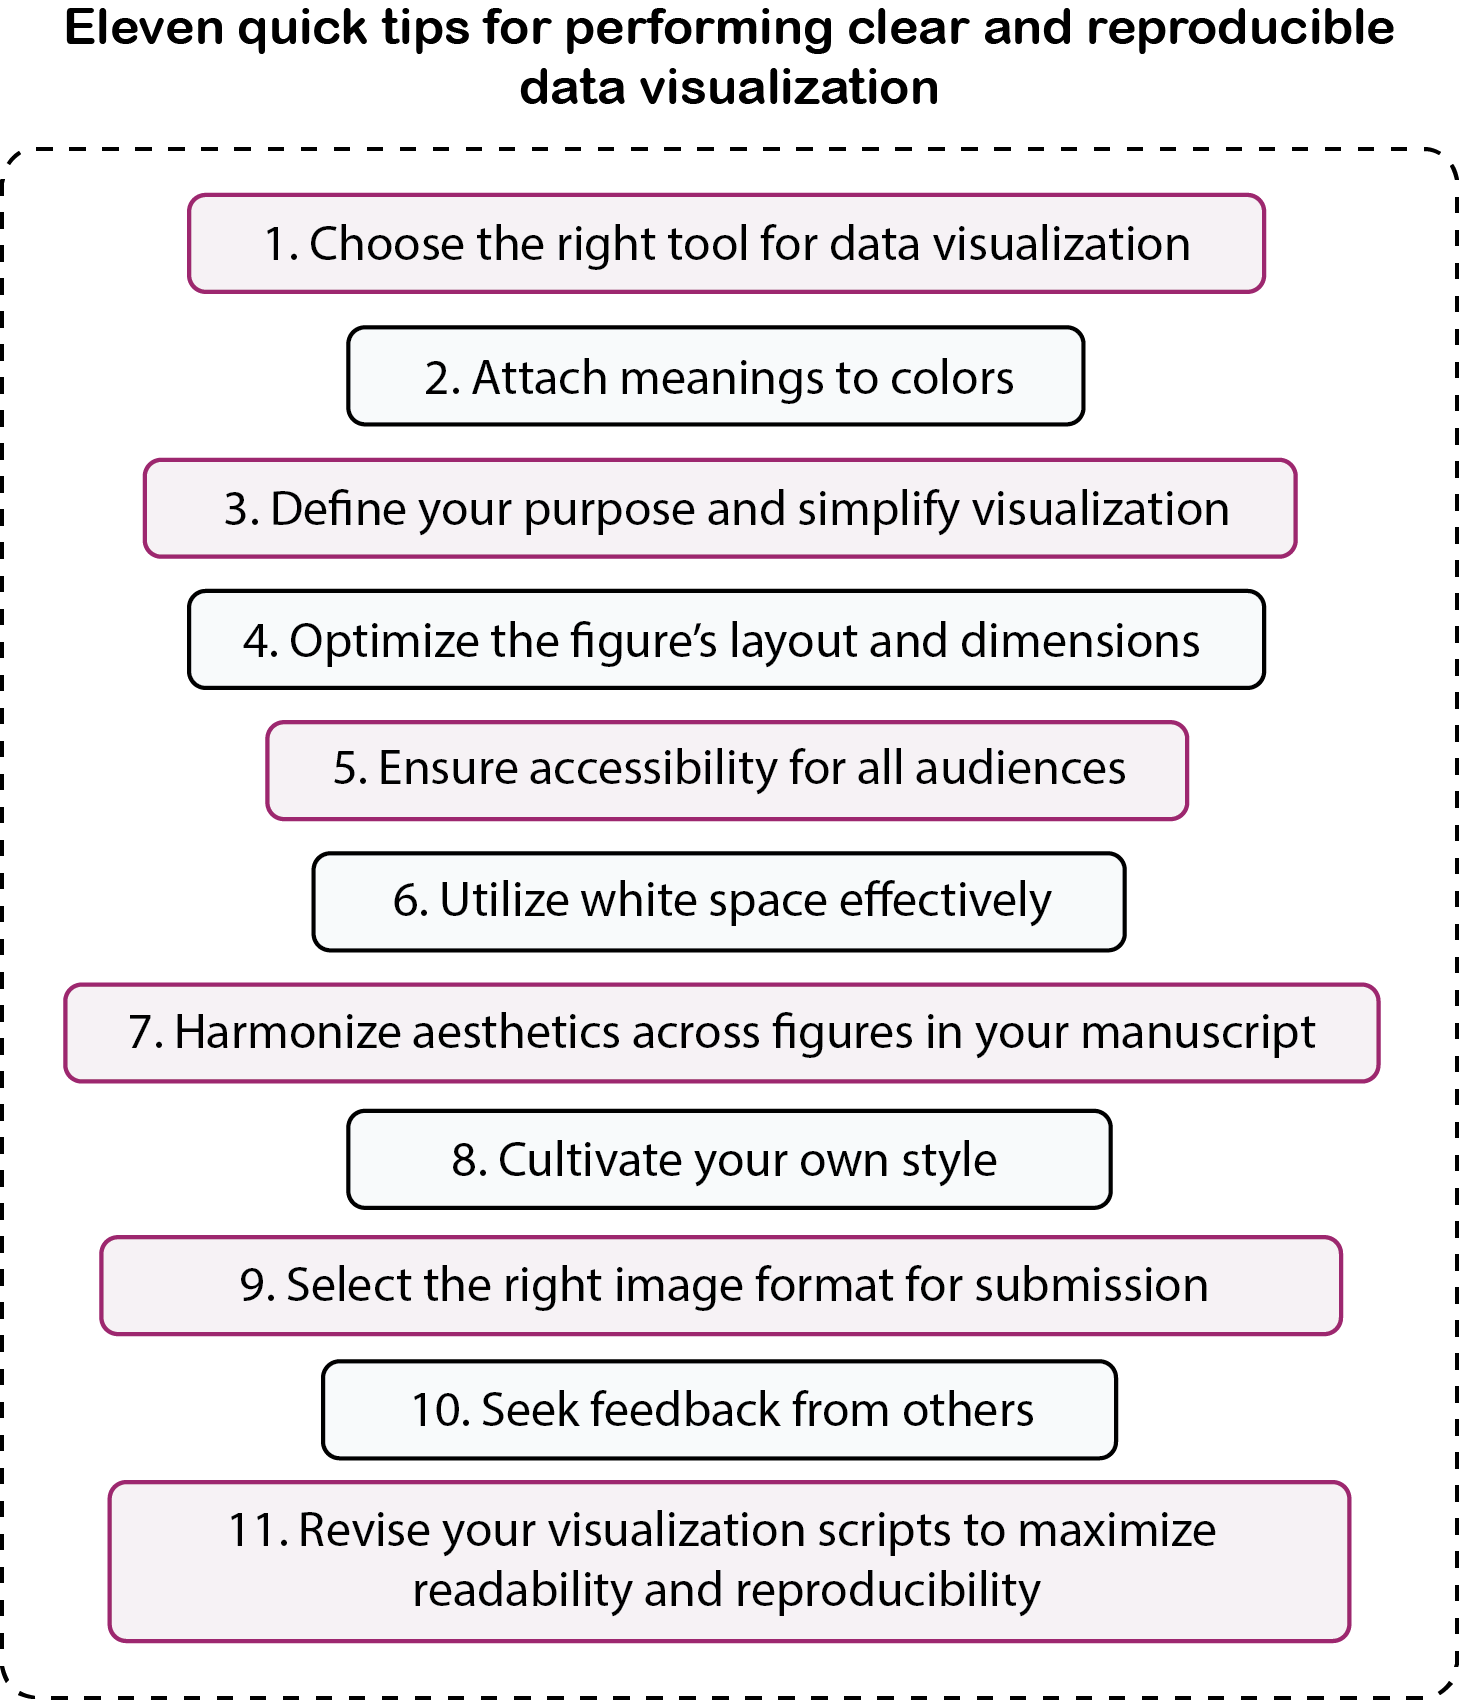 Eleven quick tips for performing clear and reproducible
data visualization
1. Choose the right tool for data visualization
2. Attach meanings to colors
3. Define your purpose and simplify visualization
4. Optimize the figure’s layout and dimensions
5. Ensure accessibility for all audiences
6. Utilize white space effectively
7. Harmonize aesthetics across figures in your manuscript
8. Cultivate your own style
9. Select the right image format for submission
10. Seek feedback from others
11. Revise your visualization scripts to maximize
readability and reproducibility